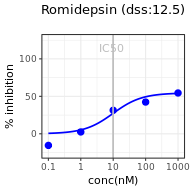 Romidepsin (dss:12.5)
IC50
% inhibition
100
50
0
0.1 1 10 100 1000
conc(nM)